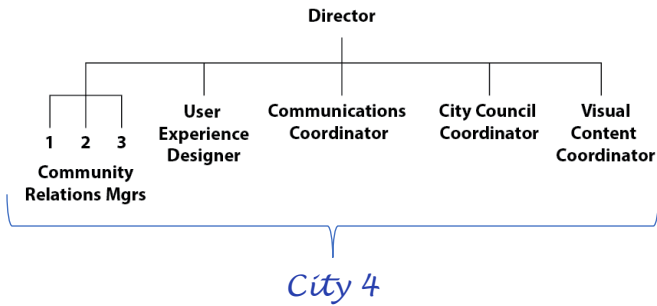 Director
1 2 3
Community
Relations Mgrs
User
Experience
Designer
Communications
Coordinator
City Council
Coordinator
Visual
Content
Coordinator
City 4